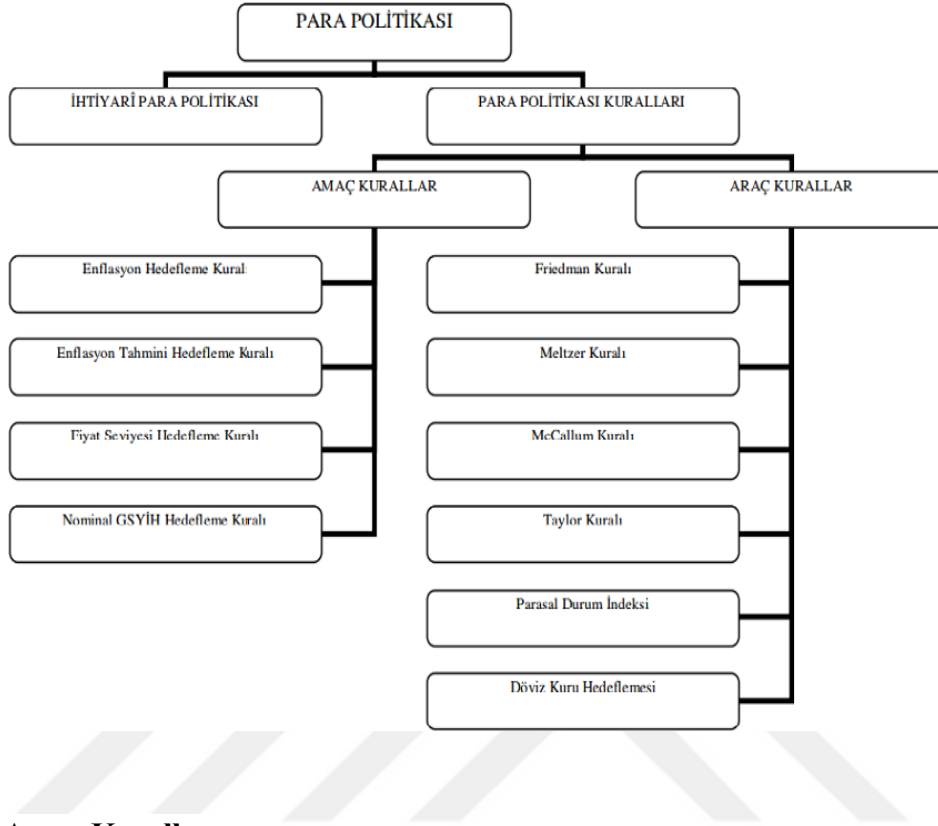 PARA POLİTİKASI
İHTİYARÎ PARA POLİTİKASI
PARA POLİTİKASI KURALLARI
AMAÇ KURALLAR
ARAÇ KURALLAR
Enflasyon Hedefleme Kural
Enflasyon Tahmini Hedefleme Kuralı
Fiyat Seviyesi Hedefleme Kuralı
Nominal GSYİH Hedefleme Kuralı
Friedman Kuralı
Meltzer Kuralı
McCallum Kuralı
Taylor Kuralı
Parasal Durum İndeksi
Döviz Kuru Hedeflemesi